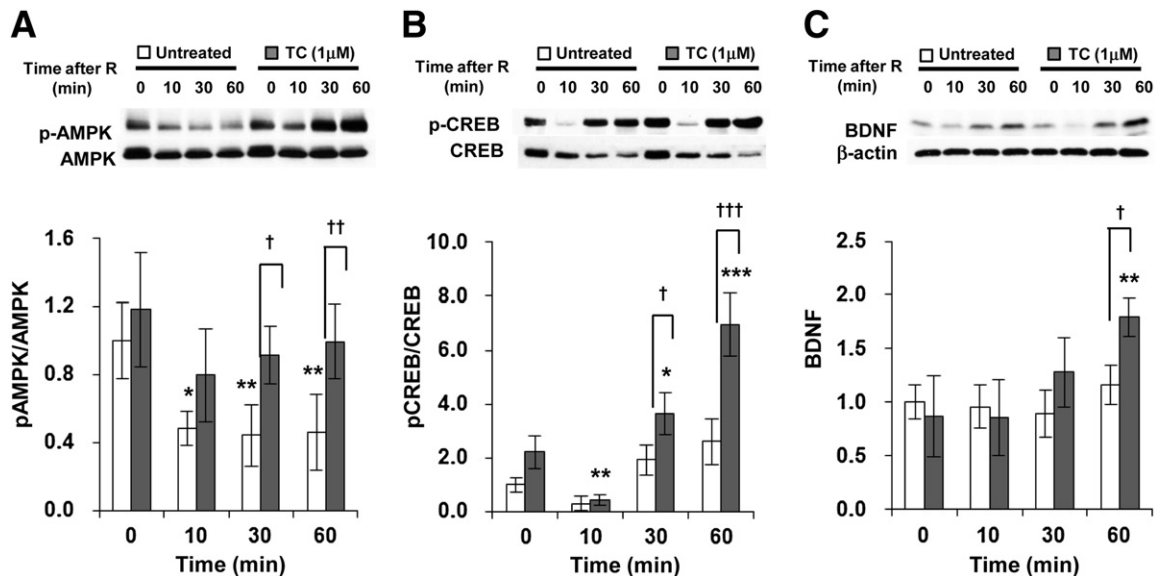 A
Untreated TC (1μM)
Time after R
(min) 0 10 30 60 0 10 30 60
p-AMPK
AMPK
pAMPK/AMPK
1.6
1.2
0.8
0.4
0.0
* ** ** † ††
0 10 30 60
Time (min)
B
Untreated TC (1μM)
Time after R
(min) 0 10 30 60 0 10 30 60
p-CREB
CREB
pCREB/CREB
10.0
8.0
6.0
4.0
2.0
0.0
** * † *** †††
0 10 30 60
Time (min)
C
Untreated TC (1μM)
Time after R
(min) 0 10 30 60 0 10 30 60
BDNF
β-actin
BDNF
2.5
2.0
1.5
1.0
0.5
0.0
** †
0 10 30 60
Time (min)